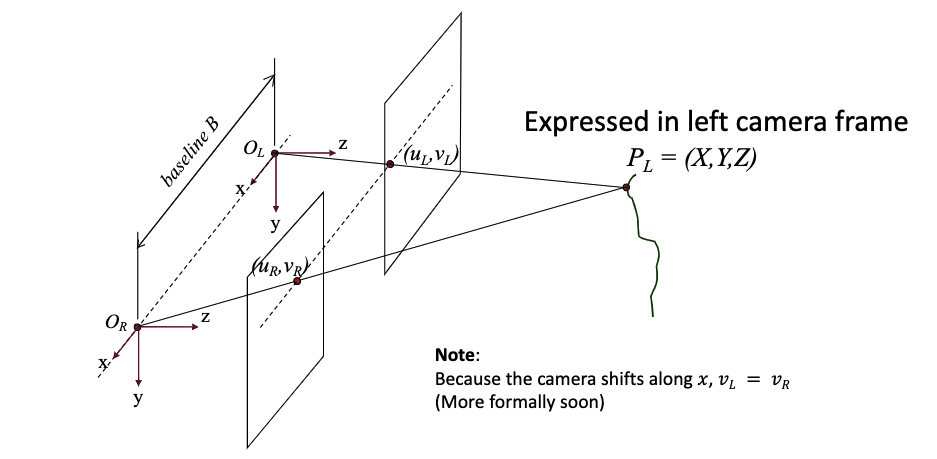 baseline B
O_L
z
x
y
(u_L,v_L)
Expressed in left camera frame
P_L = (X,Y,Z)
(u_R,v_R)
O_R
z
x
y
Note:
Because the camera shifts along x, v_L = v_R
(More formally soon)